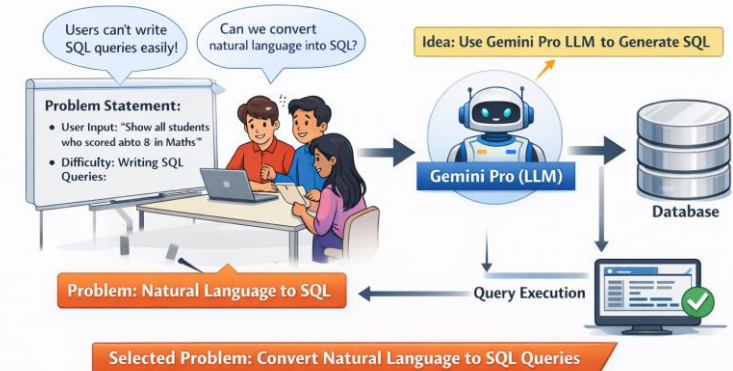 Users can't write
SQL queries easily!
Can we convert
natural language into SQL?
Idea: Use Gemini Pro LLM to Generate SQL
Problem Statement:
• User Input: "Show all students
who scored abto 8 in Maths"
• Difficulty: Writing SQL
Queries:
Gemini Pro (LLM)
Database
Problem: Natural Language to SQL
Query Execution
Selected Problem: Convert Natural Language to SQL Queries